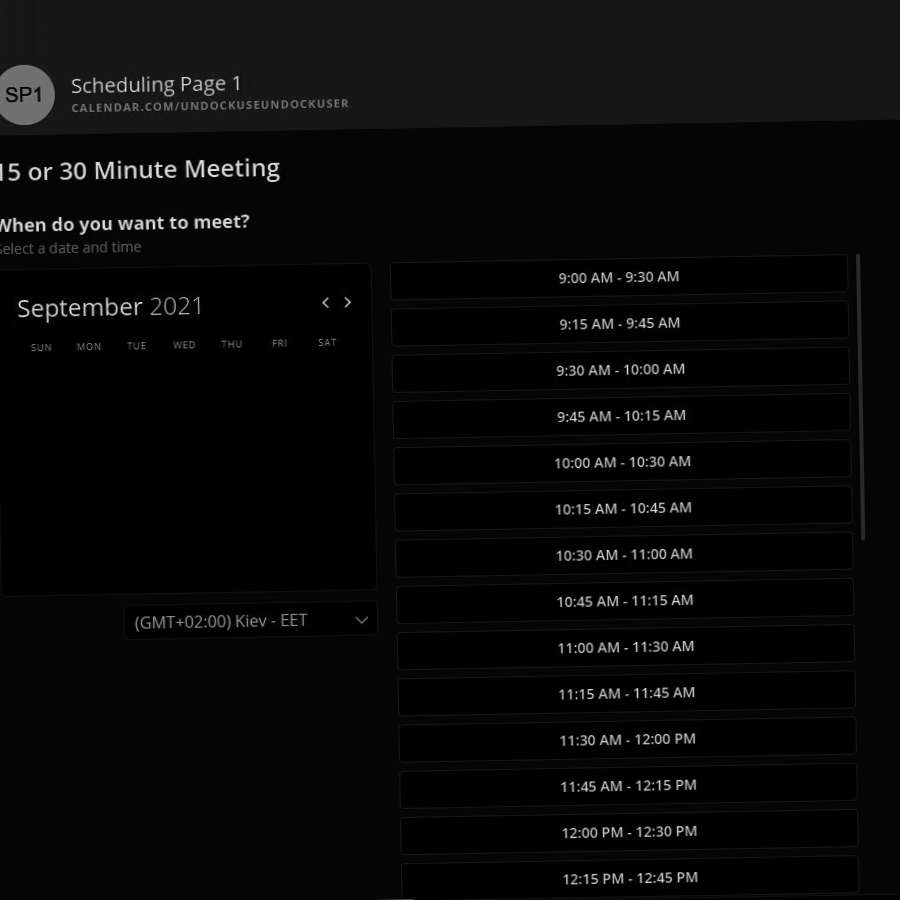 SP1
Scheduling Page 1
CALENDAR.COM/UNDOCKUSEUNDOCKUSER
15 or 30 Minute Meeting
When do you want to meet?
Select a date and time
September 2021
SUN MON TUE WED THU FRI SAT
(GMT+02:00) Kiev - EET
9:00 AM - 9:30 AM
9:15 AM - 9:45 AM
9:30 AM - 10:00 AM
9:45 AM - 10:15 AM
10:00 AM - 10:30 AM
10:15 AM - 10:45 AM
10:30 AM - 11:00 AM
10:45 AM - 11:15 AM
11:00 AM - 11:30 AM
11:15 AM - 11:45 AM
11:30 AM - 12:00 PM
11:45 AM - 12:15 PM
12:00 PM - 12:30 PM
12:15 PM - 12:45 PM